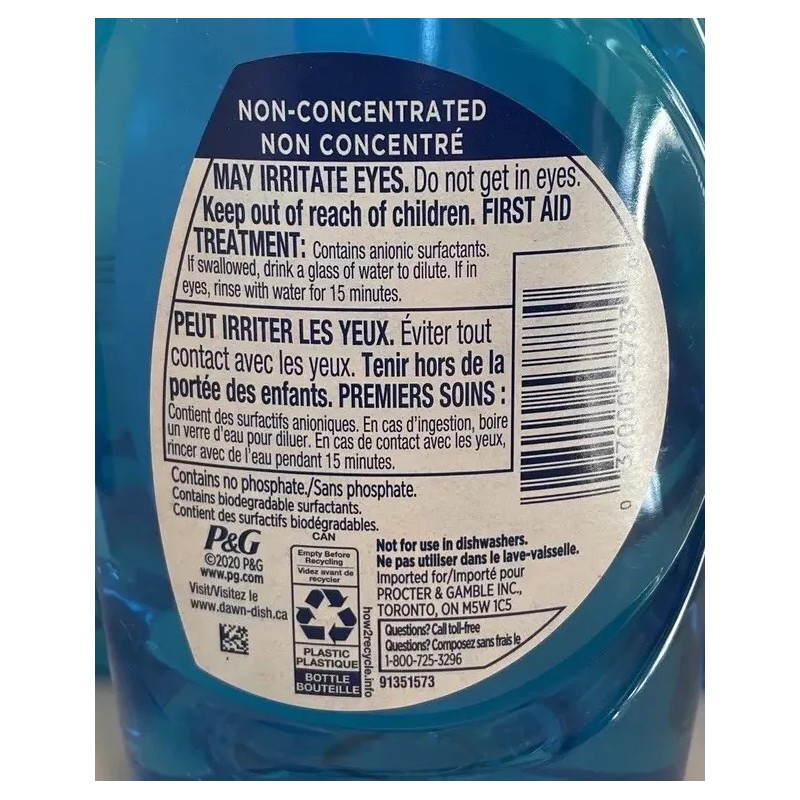 NON-CONCENTRATED
NON CONCENTRÉ
MAY IRRITATE EYES. Do not get in eyes.
Keep out of reach of children. FIRST AID
TREATMENT: Contains anionic surfactants.
If swallowed, drink a glass of water to dilute. If in
eyes, rinse with water for 15 minutes.
PEUT IRRITER LES YEUX. Éviter tout
contact avec les yeux. Tenir hors de la
portée des enfants. PREMIERS SOINS :
Contient des surfactifs anioniques. En cas d'ingestion, boire
un verre d'eau pour diluer. En cas de contact avec les yeux,
rincer avec de l'eau pendant 15 minutes.
Contains no phosphate./Sans phosphate.
Contains biodegradable surfactants.
Contient des surfactifs biodégradables.
P&G
©2020 P&G
www.pg.com
Visit/Visitez le
www.dawn-dish.ca
CAN
Empty Before
Recycling
Videz avant de
recycler
PLASTIC
PLASTIQUE
BOTTLE
BOUTEILLE
how2recycle.info
Not for use in dishwashers.
Ne pas utiliser dans le lave-vaisselle.
Imported for/Importé pour
PROCTER & GAMBLE INC.,
TORONTO, ON M5W 1C5
Questions? Call toll-free
Questions? Composez sans frais le
1-800-725-3296
91351573
0 37000 53783